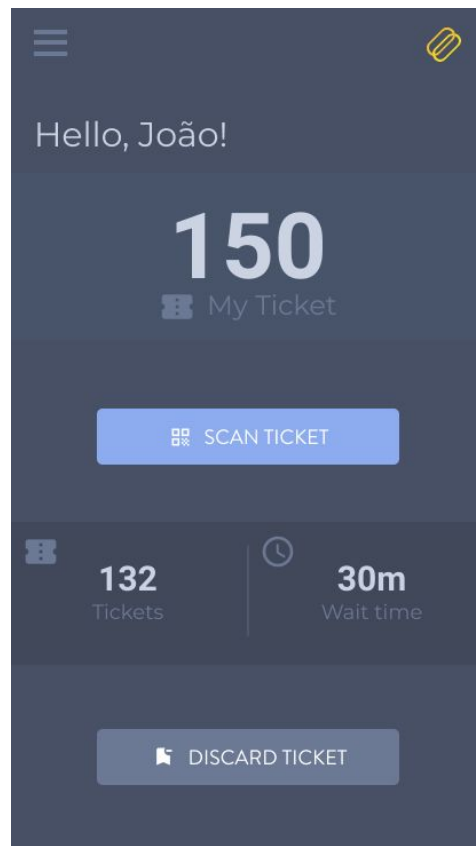 Hello, João!
150
My Ticket
SCAN TICKET
132
Tickets
30m
Wait time
DISCARD TICKET